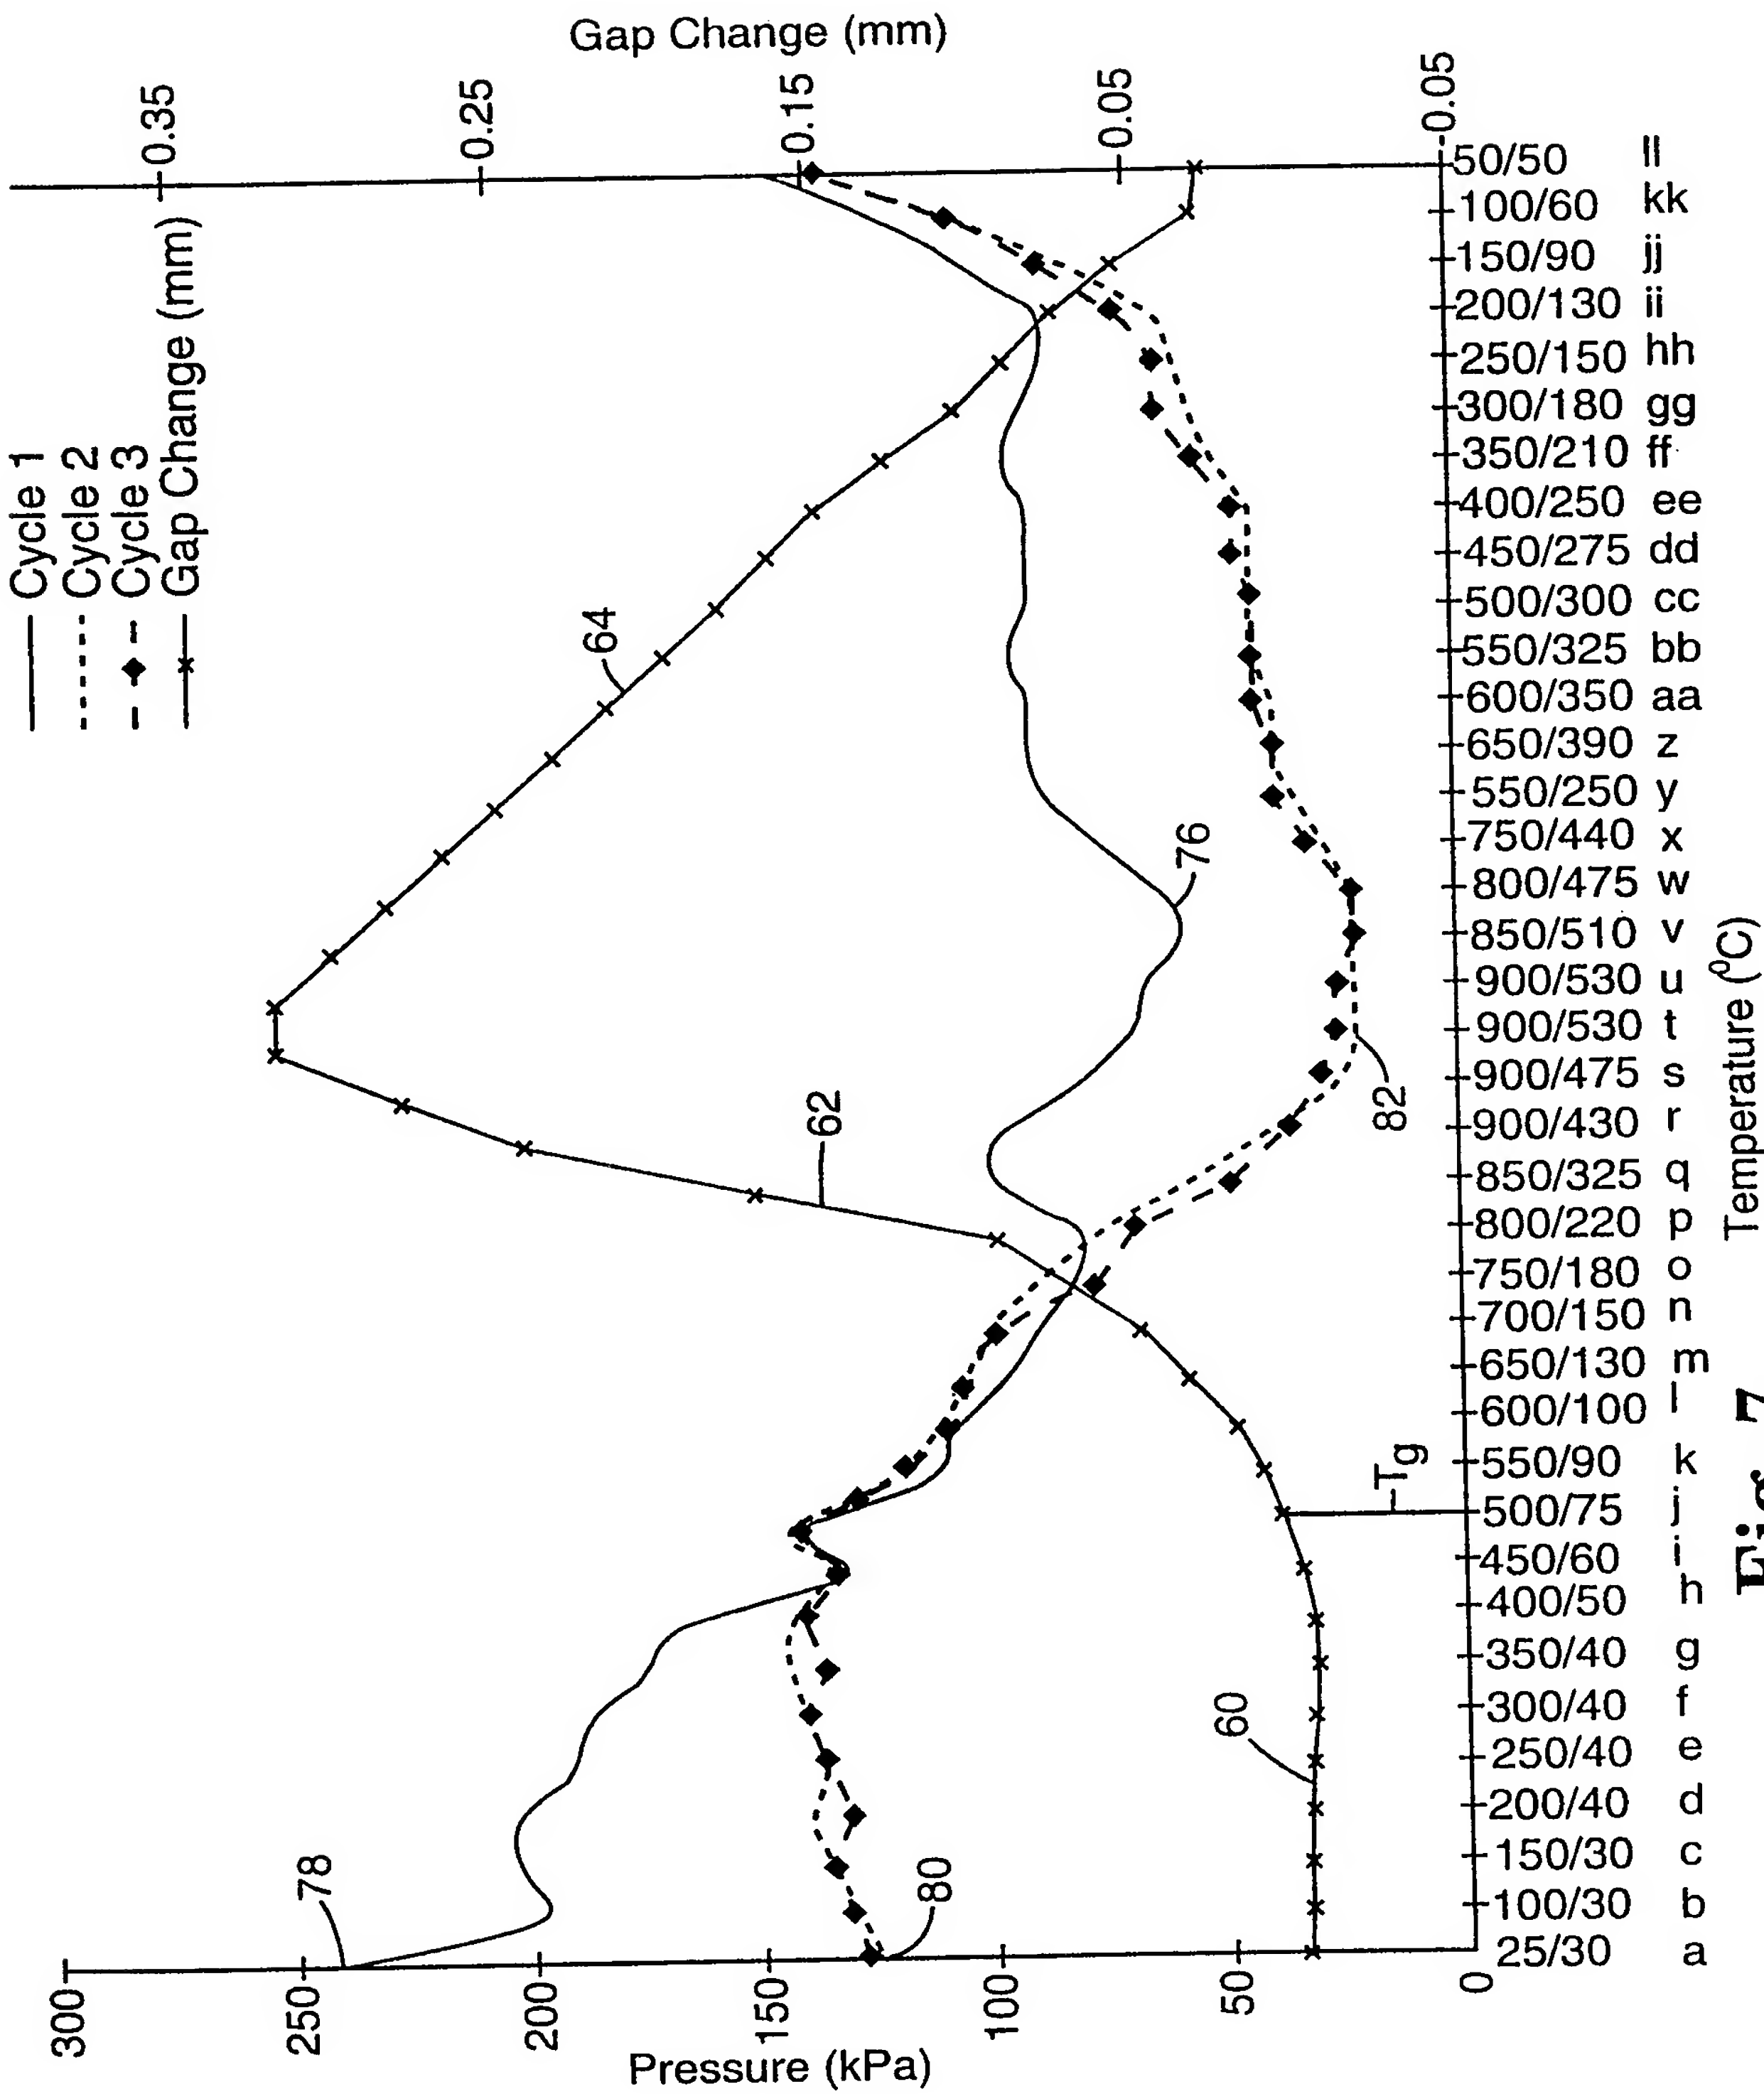 Cycle 1
Cycle 2
Cycle 3
Gap Change (mm)
300
250
200
150
100
50
0
Pressure (kPa)
0.35
0.25
0.15
0.05
-0.05
Gap Change (mm)
78
80
60
62
64
76
82
Tg
25/30 a
100/30 b
150/30 c
200/40 d
250/40 e
300/40 f
350/40 g
400/50 h
450/60 i
500/75 j
550/90 k
600/100 l
650/130 m
700/150 n
750/180 o
800/220 p
850/325 q
900/430 r
900/475 s
900/530 t
900/530 u
850/510 v
800/475 w
750/440 x
550/250 y
650/390 z
600/350 aa
550/325 bb
500/300 cc
450/275 dd
400/250 ee
350/210 ff
300/180 gg
250/150 hh
200/130 ii
150/90 jj
100/60 kk
50/50 ll
Temperature (⁰C)
Fig. 7